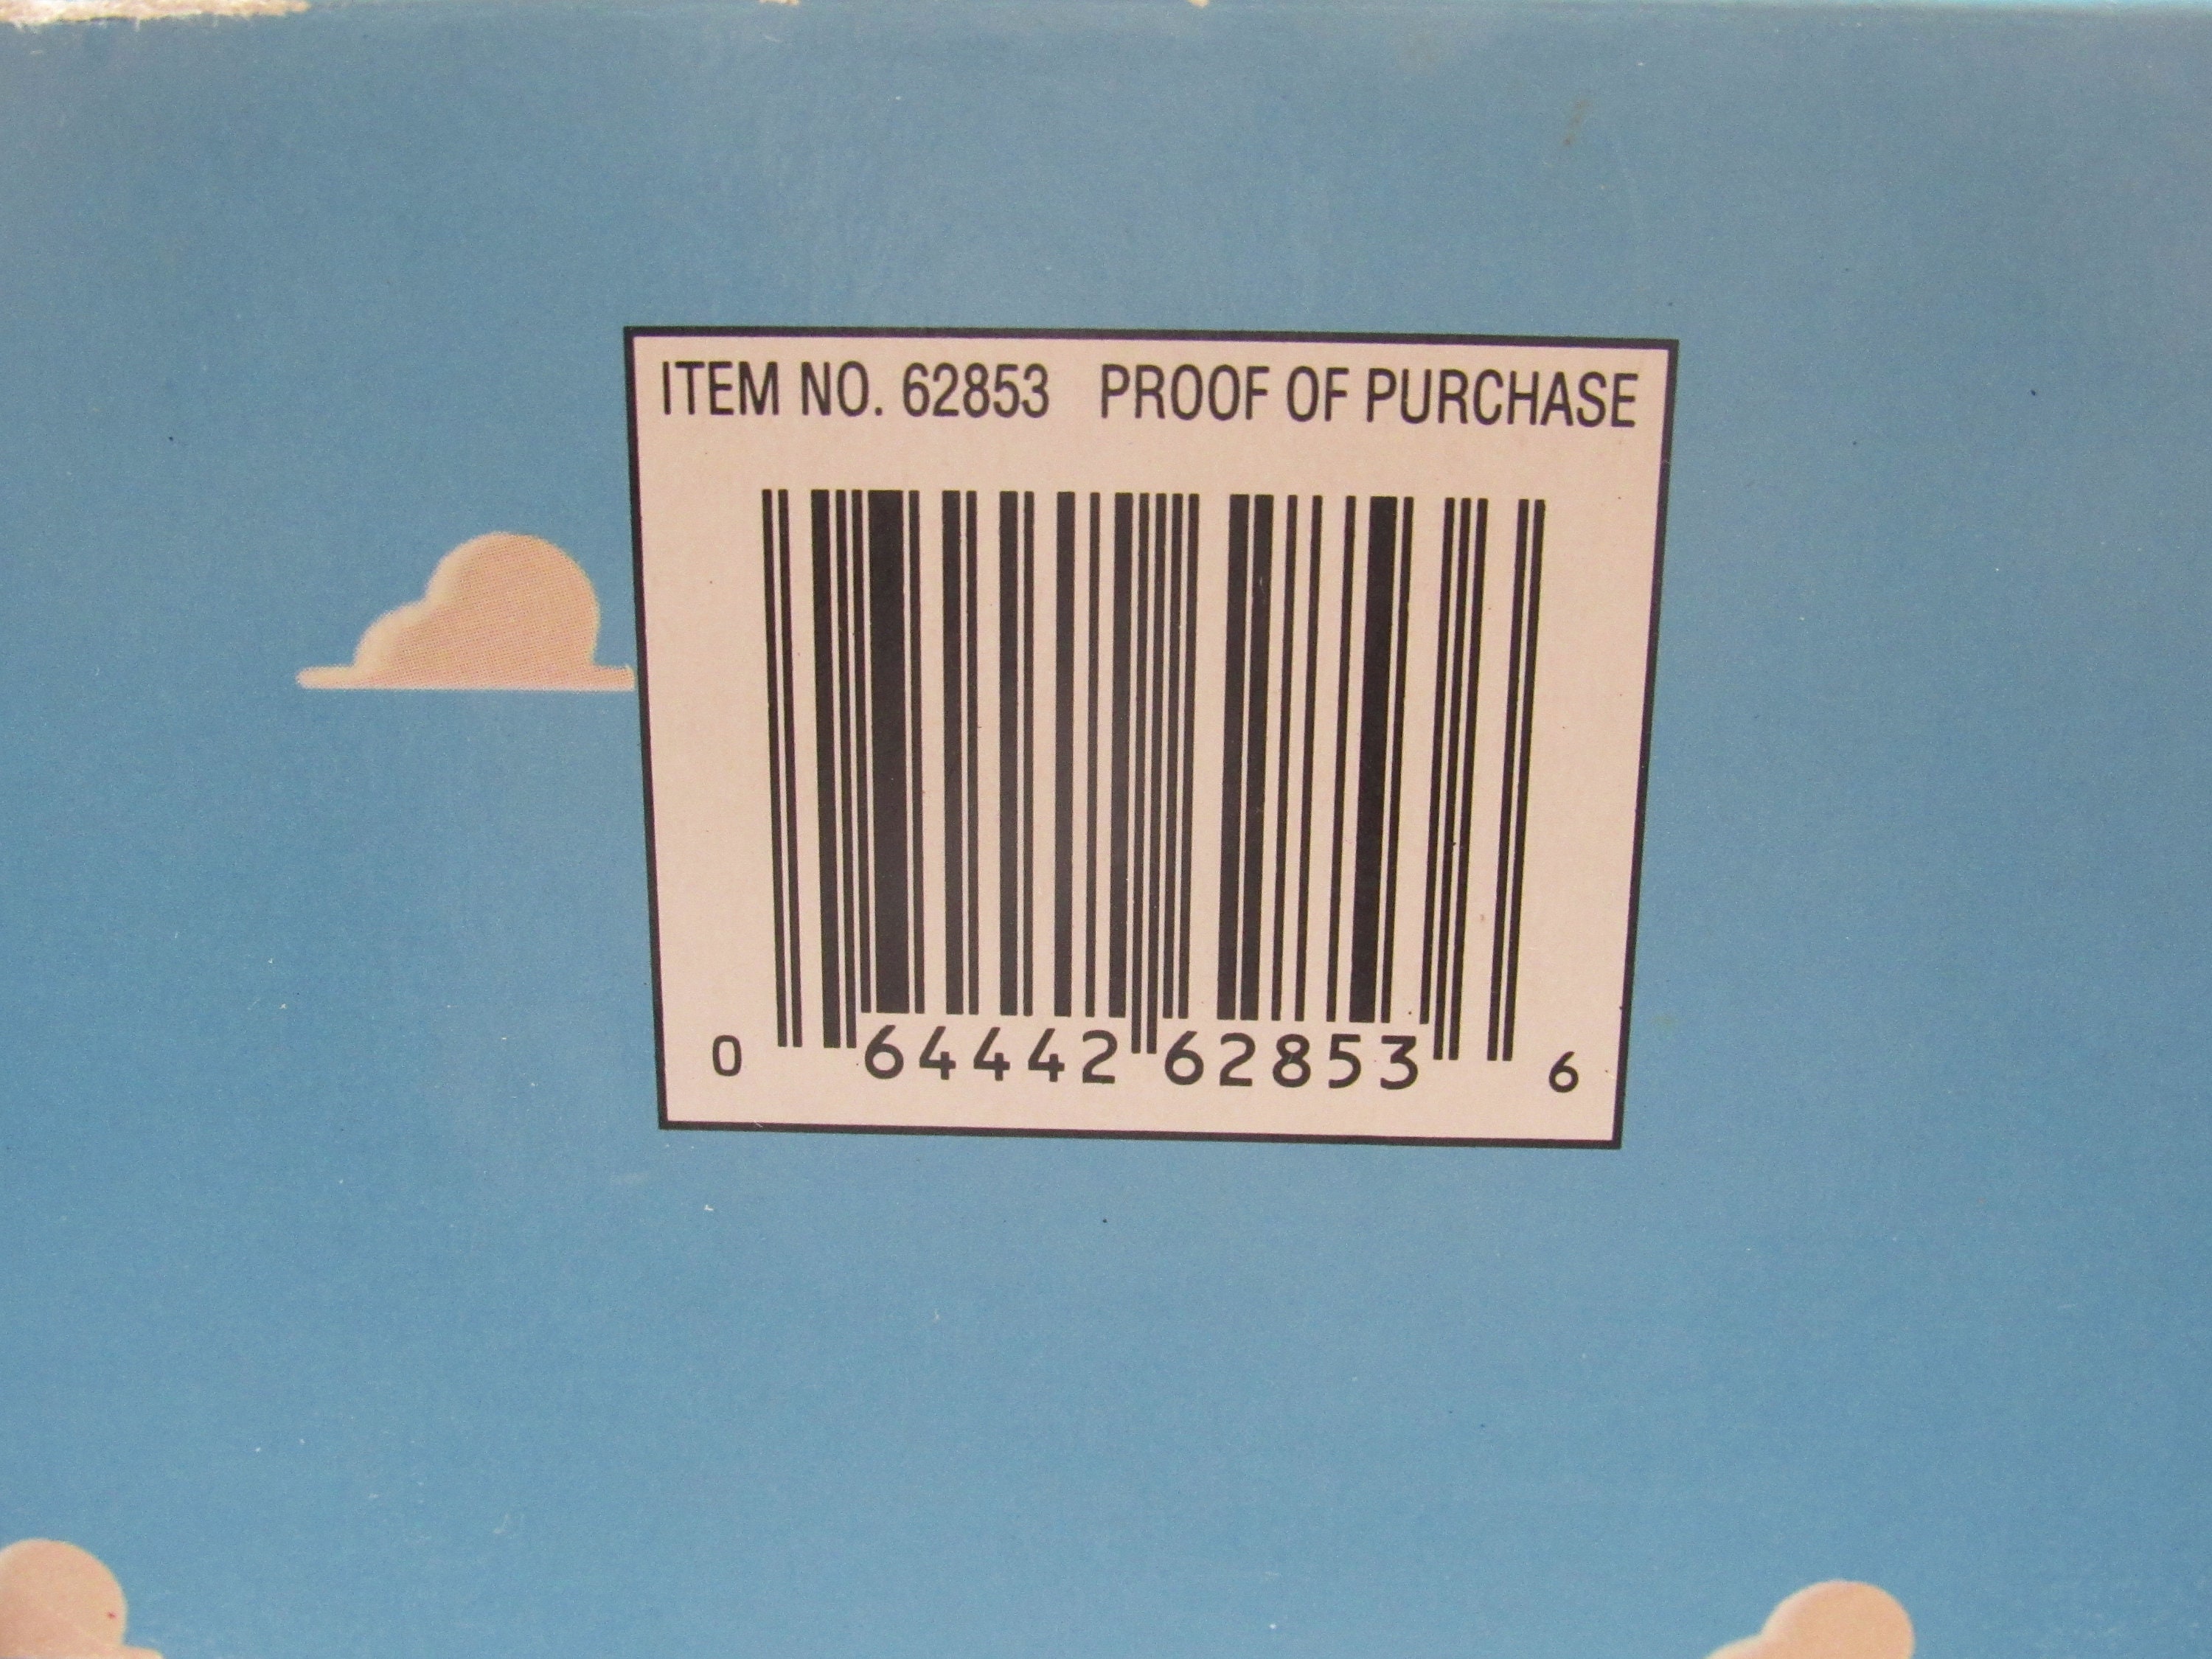 ITEM NO. 62853 PROOF OF PURCHASE
0 64442 62853 6